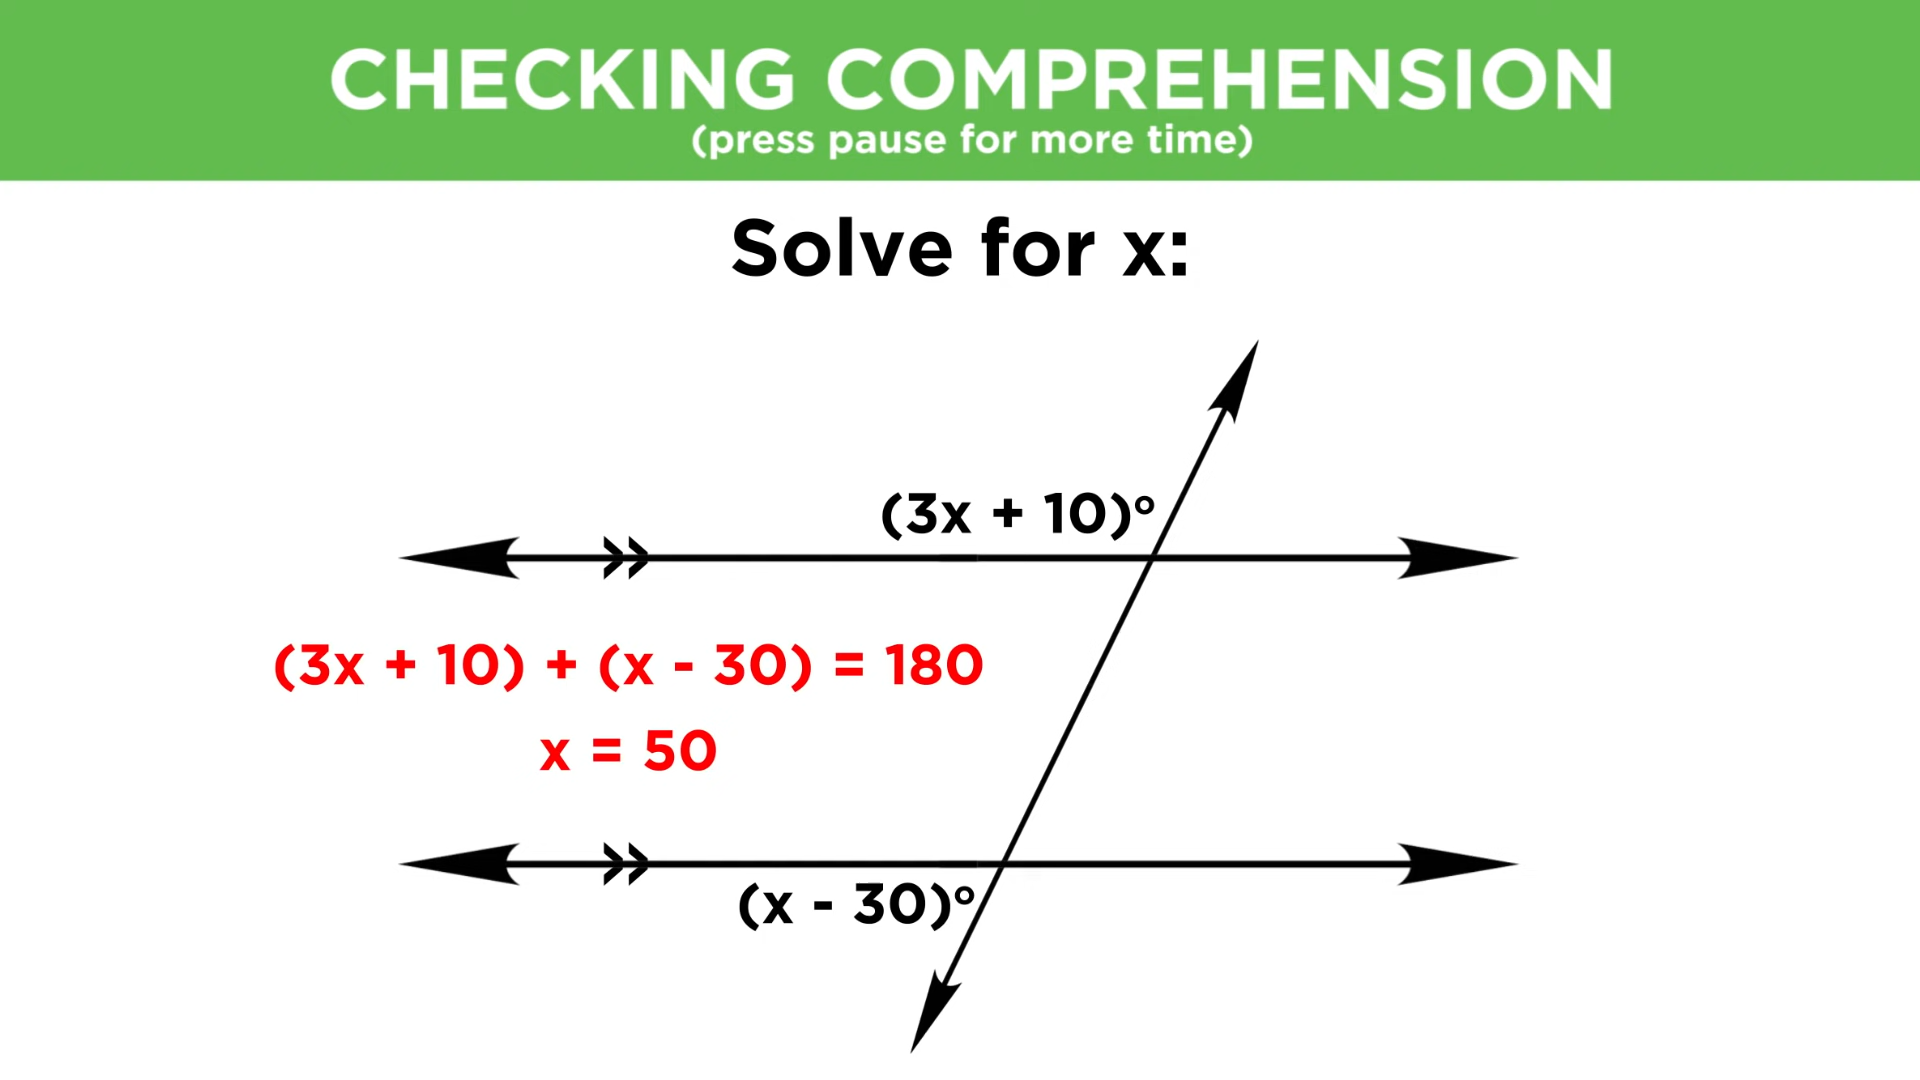 CHECKING COMPREHENSION
(press pause for more time)
Solve for x:
(3x + 10)°
(3x + 10) + (x - 30) = 180
x = 50
(x - 30)°